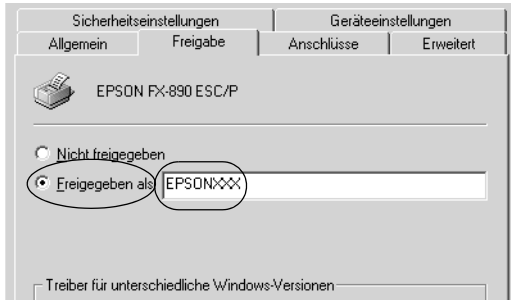 Sicherheitseinstellungen Geräteeinstellungen
Allgemein Freigabe Anschlüsse Erweitert
EPSON FX-890 ESC/P
Nicht freigegeben
Freigegeben als EPSONXXX
Treiber für unterschiedliche Windows-Versionen